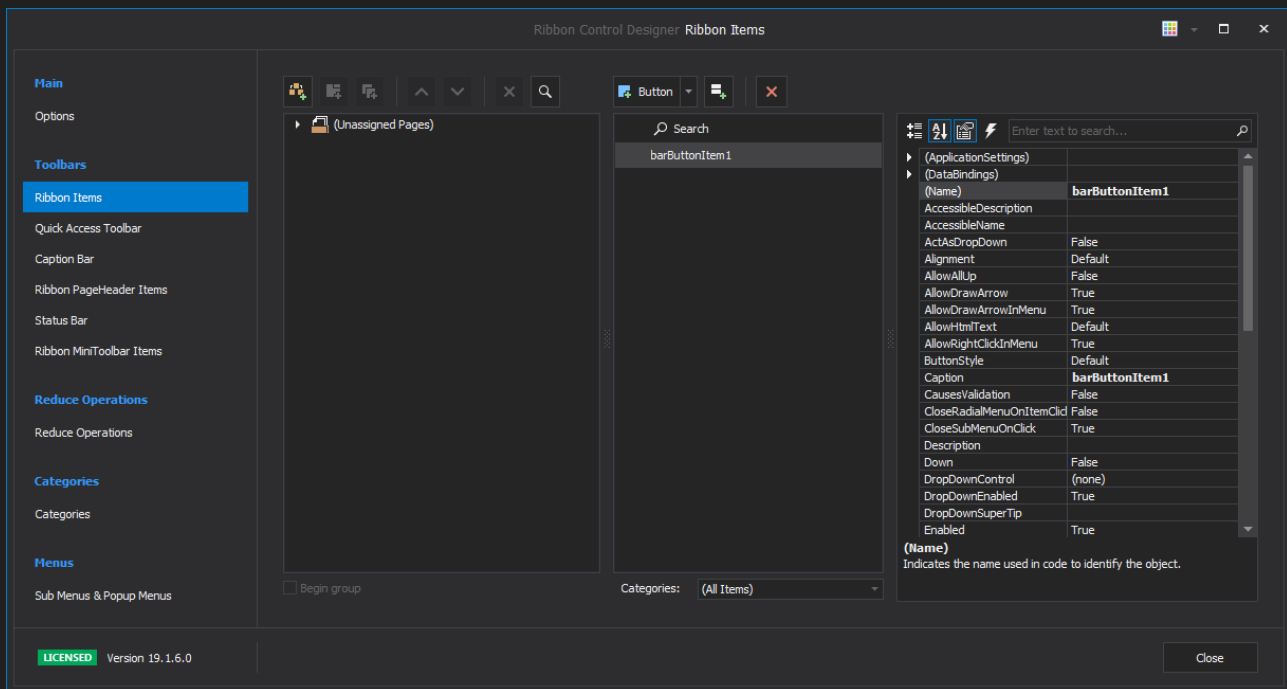 Ribbon Control Designer Ribbon Items
Main
Options
Toolbars
Ribbon Items
Quick Access Toolbar
Caption Bar
Ribbon PageHeader Items
Status Bar
Ribbon MiniToolbar Items
Reduce Operations
Reduce Operations
Categories
Categories
Menus
Sub Menus & Popup Menus
(Unassigned Pages)
Begin group
Button
Search
barButtonItem1
Categories: (All Items)
Enter text to search...
(ApplicationSettings)
(DataBindings)
(Name) barButtonItem1
AccessibleDescription
AccessibleName
ActAsDropDown False
Alignment Default
AllowAllUp False
AllowDrawArrow True
AllowDrawArrowInMenu True
AllowHtmlText Default
AllowRightClickInMenu True
ButtonStyle Default
Caption barButtonItem1
CausesValidation False
CloseRadialMenuOnItemClic False
CloseSubMenuOnClick True
Description
Down False
DropDownControl (none)
DropDownEnabled True
DropDownSuperTip
Enabled True
(Name)
Indicates the name used in code to identify the object.
LICENSED Version 19.1.6.0
Close